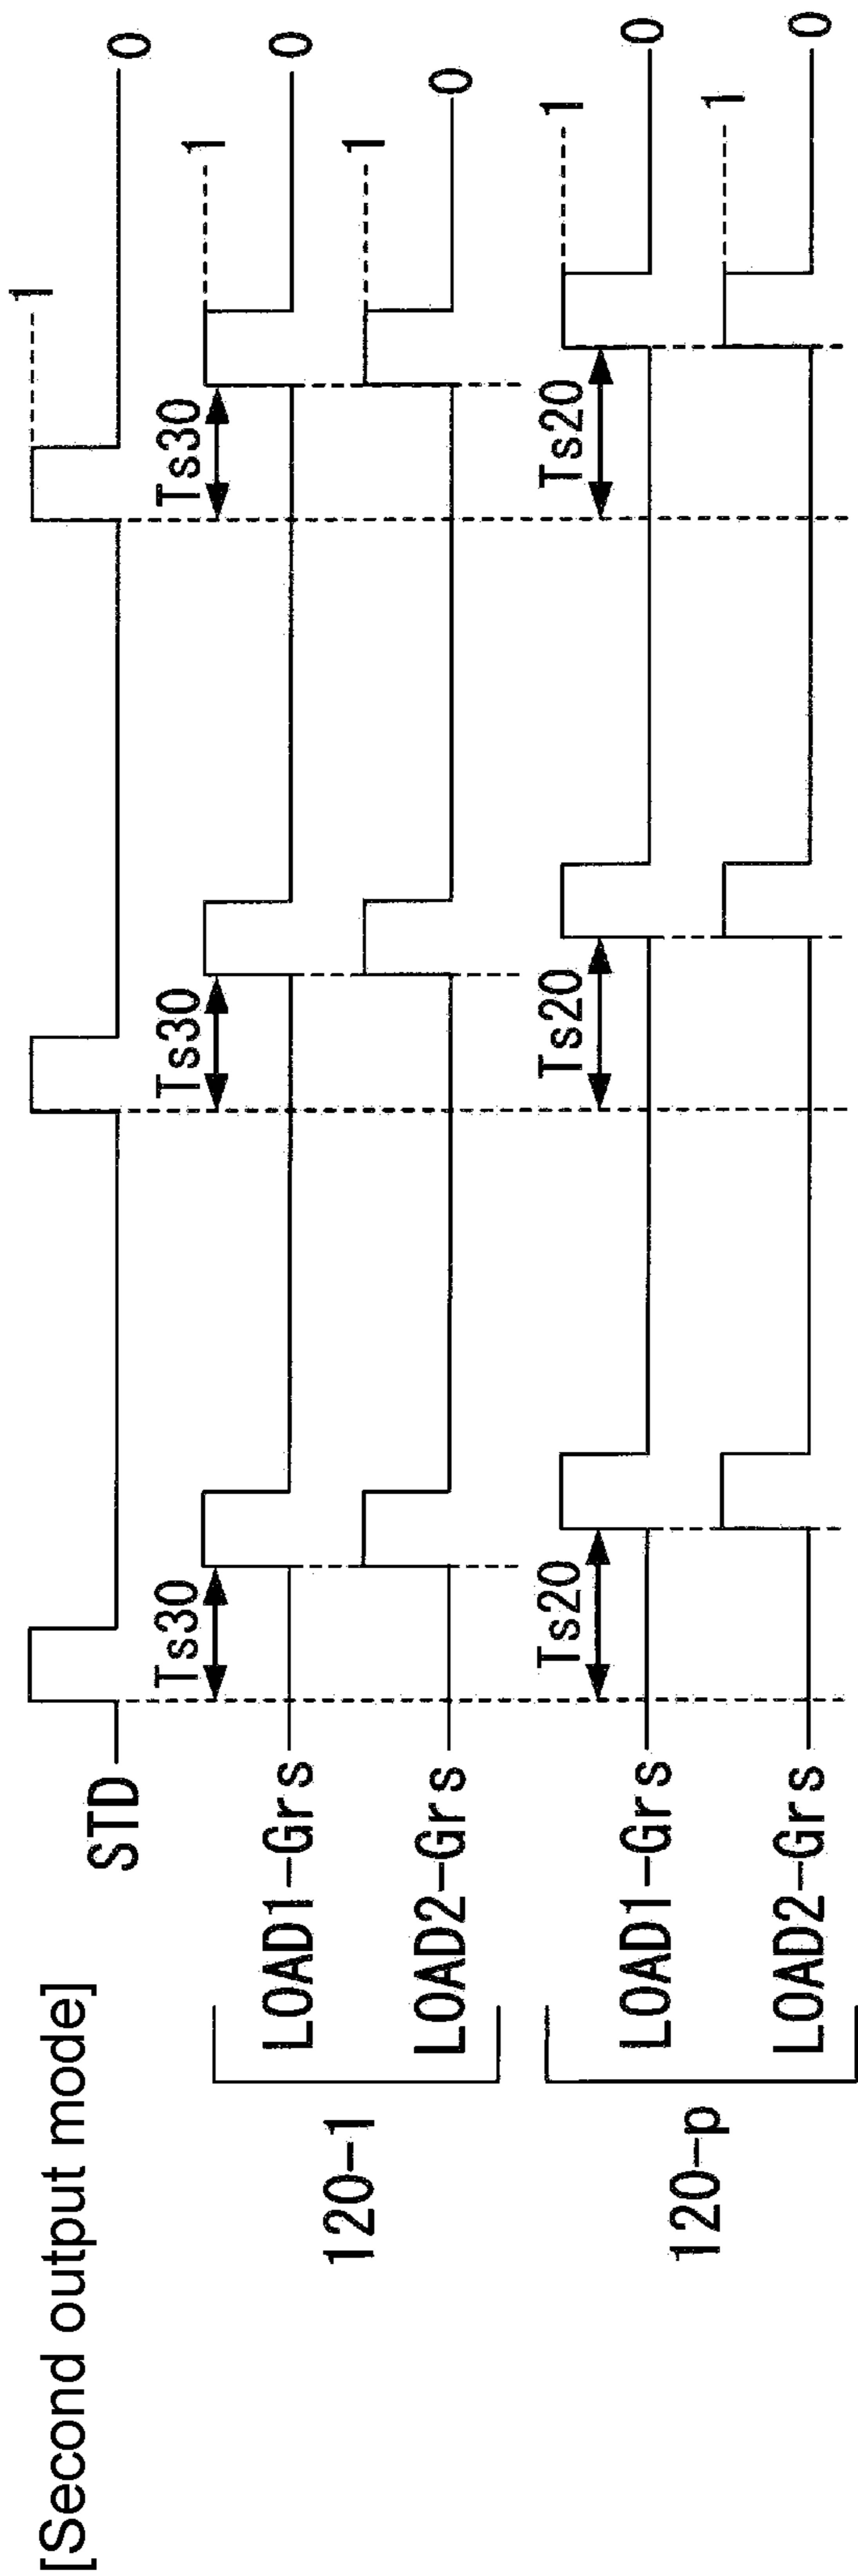 [Second output mode]
STD
1
0
120-1
LOAD1-Grs
Ts30
Ts30
Ts30
1
0
LOAD2-Grs
1
0
120-p
LOAD1-Grs
Ts20
Ts20
Ts20
1
0
LOAD2-Grs
1
0